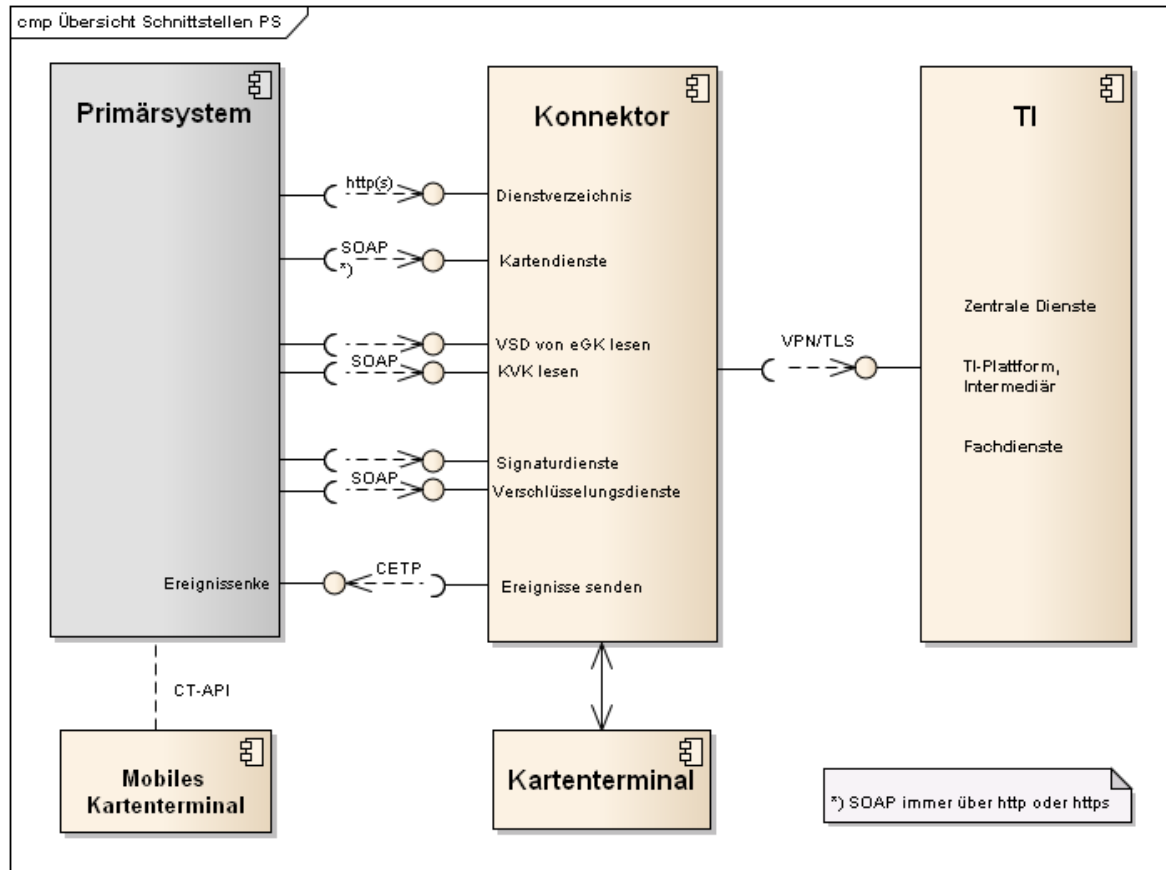 cmp Übersicht Schnittstellen PS
Primärsystem
Konnektor
TI
http(s)
Dienstverzeichnis
SOAP
*)
Kartendienste
Zentrale Dienste
VSD von eGK lesen
SOAP
KVK lesen
VPN/TLS
TI-Plattform,
Intermediär
Fachdienste
Signaturdienste
SOAP
Verschlüsselungsdienste
Ereignissenke
CETP
Ereignisse senden
CT-API
Mobiles
Kartenterminal
Kartenterminal
*) SOAP immer über http oder https